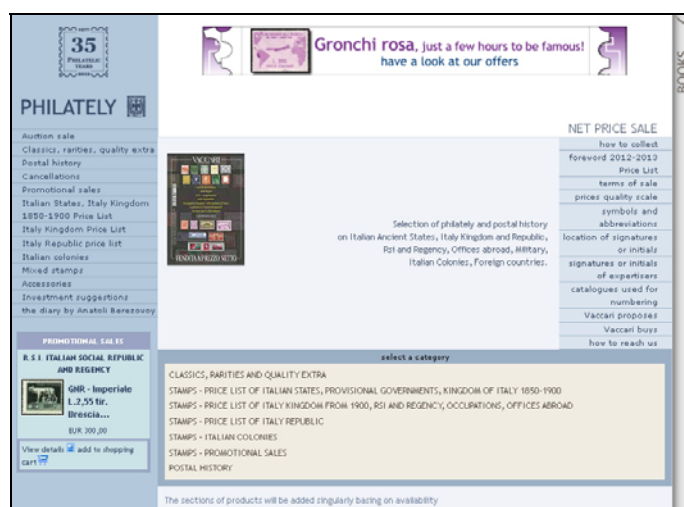 35
PHILATELIC
YEARS
Gronchi rosa, just a few hours to be famous!
have a look at our offers
BOOKS
PHILATELY
Auction sale
Classics, rarities, quality extra
Postal history
Cancellations
Promotional sales
Italian States, Italy Kingdom
1850-1900 Price List
Italy Kingdom Price List
Italy Republic price list
Italian colonies
Mixed stamps
Accessories
Investment suggestions
the diary by Anatoli Berezovoy
PROMOTIONAL SALES
R.S.I. ITALIAN SOCIAL REPUBLIC
AND REGENCY
GNR - Imperiale
L.2,55 tir.
Brescia...
EUR 300,00
View details add to shopping
cart
VACCARI
VENDITA A PREZZO NETTO
Selection of philately and postal history
on Italian Ancient States, Italy Kingdom and Republic,
RSI and Regency, Offices abroad, Military,
Italian Colonies, Foreign countries.
NET PRICE SALE
how to collect
foreword 2012-2013
Price List
terms of sale
prices quality scale
symbols and
abbreviations
location of signatures
or initials
signatures or initials
of expertisers
catalogues used for
numbering
Vaccari proposes
Vaccari buys
how to reach us
select a category
CLASSICS, RARITIES AND QUALITY EXTRA
STAMPS - PRICE LIST OF ITALIAN STATES, PROVISIONAL GOVERNMENTS, KINGDOM OF ITALY 1850-1900
STAMPS - PRICE LIST OF ITALY KINGDOM FROM 1900, RSI AND REGENCY, OCCUPATIONS, OFFICES ABROAD
STAMPS - PRICE LIST OF ITALY REPUBLIC
STAMPS - ITALIAN COLONIES
STAMPS - PROMOTIONAL SALES
POSTAL HISTORY
The sections of products will be added singularly basing on availability